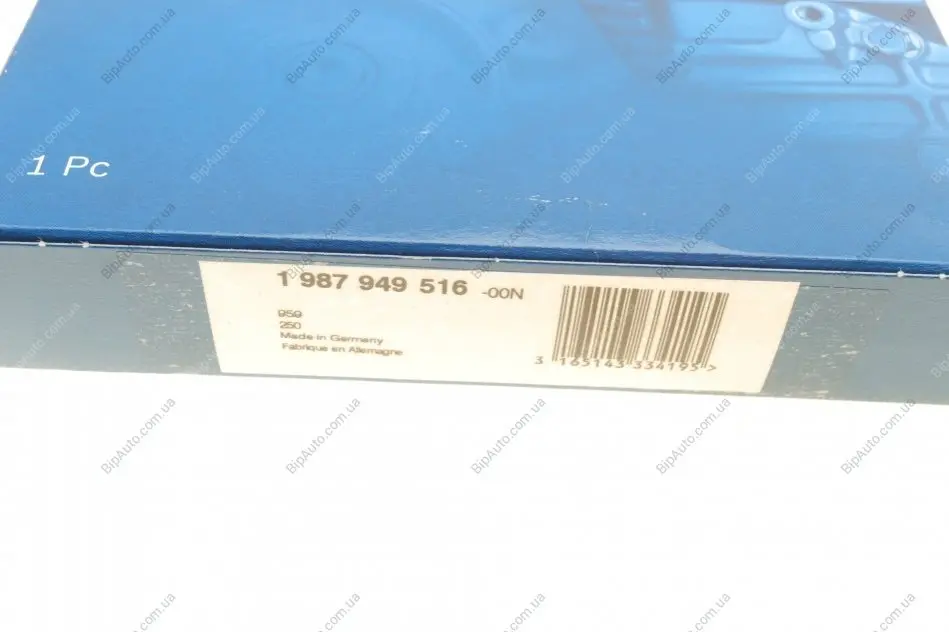 1 Pc
1 987 949 516 -00N
959
250
Made in Germany
Fabrique en Allemagne
3 165143 334195 >
BipAuto.com.ua